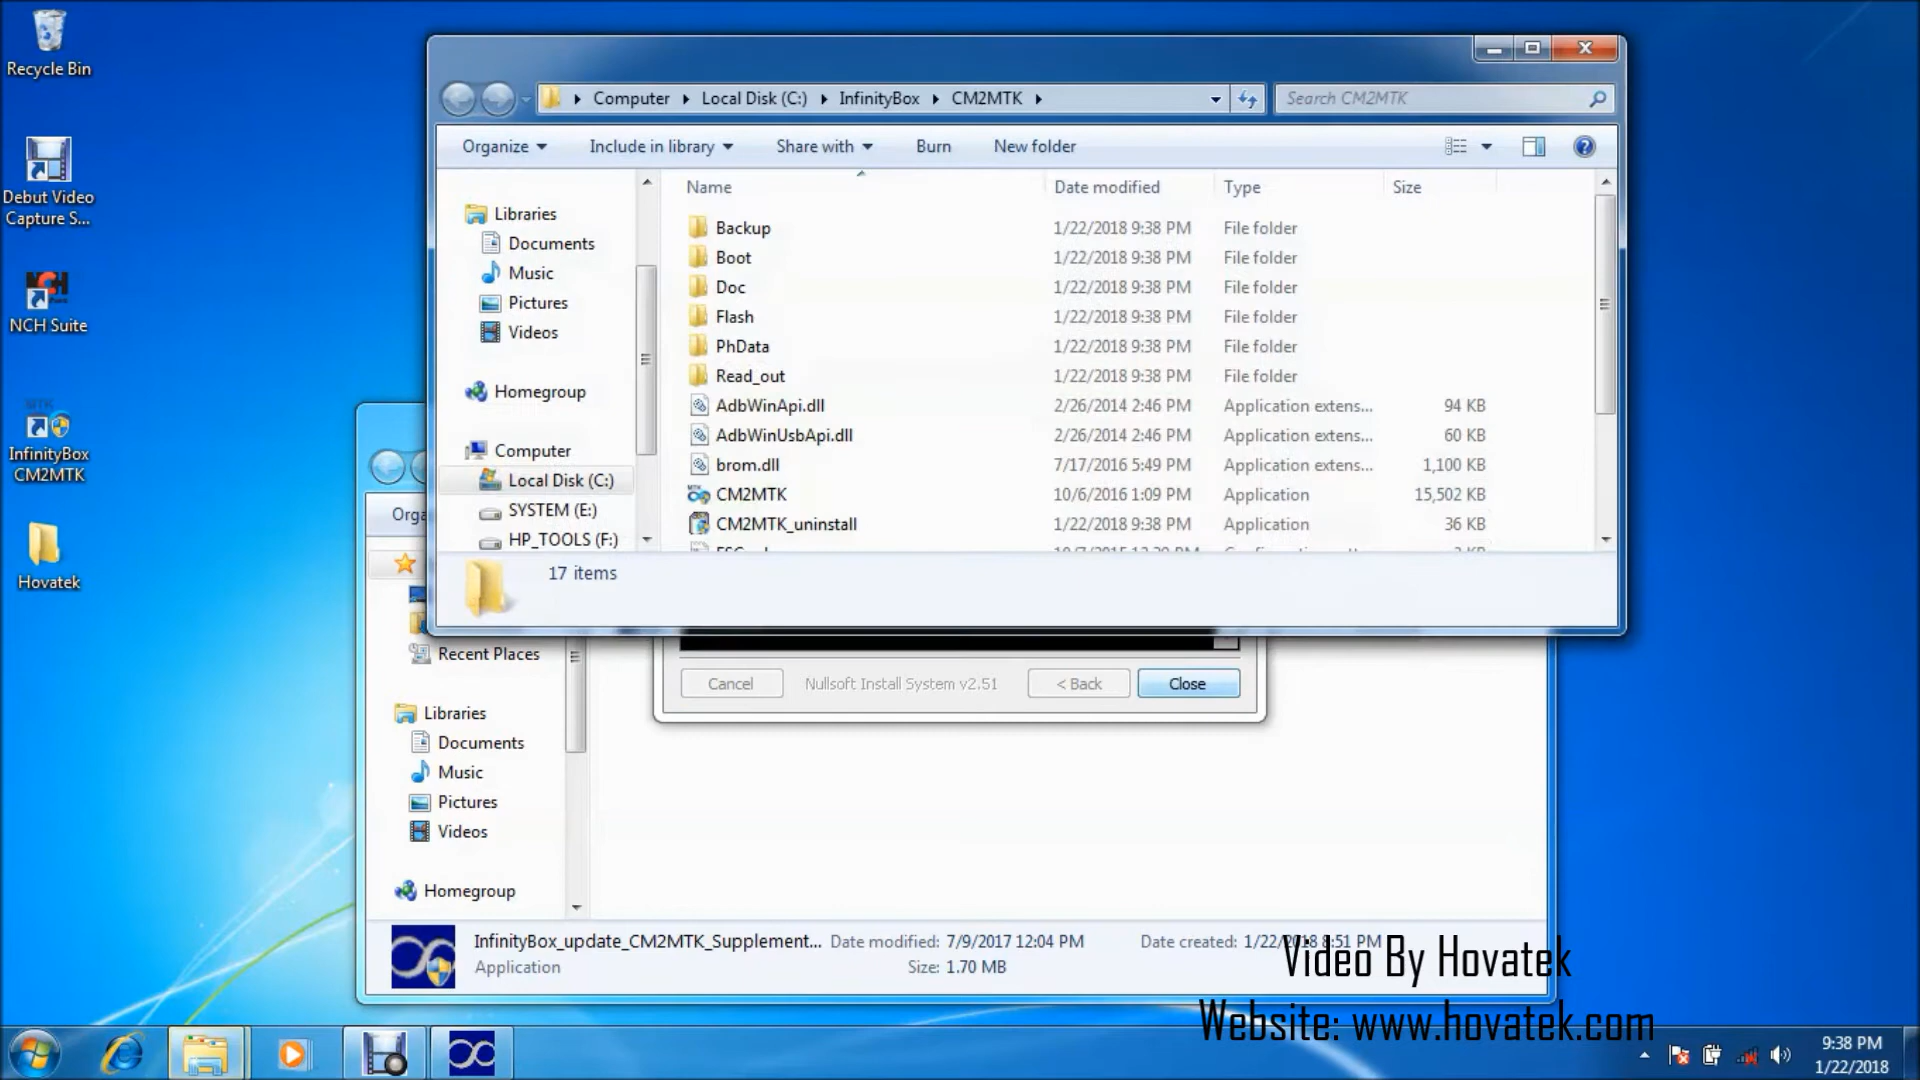 Recycle Bin
Debut Video
Capture S...
NCH Suite
InfinityBox
CM2MTK
Hovatek
Computer
Local Disk (C:)
InfinityBox
CM2MTK
Search CM2MTK
Organize
Include in library
Share with
Burn
New folder
Libraries
Documents
Music
Pictures
Videos
Homegroup
Computer
Local Disk (C:)
SYSTEM (E:)
HP_TOOLS (F:)
Name Date modified Type Size
Backup 1/22/2018 9:38 PM File folder
Boot 1/22/2018 9:38 PM File folder
Doc 1/22/2018 9:38 PM File folder
Flash 1/22/2018 9:38 PM File folder
PhData 1/22/2018 9:38 PM File folder
Read_out 1/22/2018 9:38 PM File folder
AdbWinApi.dll 2/26/2014 2:46 PM Application extens... 94 KB
AdbWinUsbApi.dll 2/26/2014 2:46 PM Application extens... 60 KB
brom.dll 7/17/2016 5:49 PM Application extens... 1,100 KB
CM2MTK 10/6/2016 1:09 PM Application 15,502 KB
CM2MTK_uninstall 1/22/2018 9:38 PM Application 36 KB
17 items
Orga
Recent Places
Libraries
Documents
Music
Pictures
Videos
Homegroup
Cancel
Nullsoft Install System v2.51
< Back
Close
InfinityBox_update_CM2MTK_Supplement... Date modified: 7/9/2017 12:04 PM Date created: 1/22/2018 8:51 PM
Application Size: 1.70 MB
Video By Hovatek
Website: www.hovatek.com
9:38 PM
1/22/2018